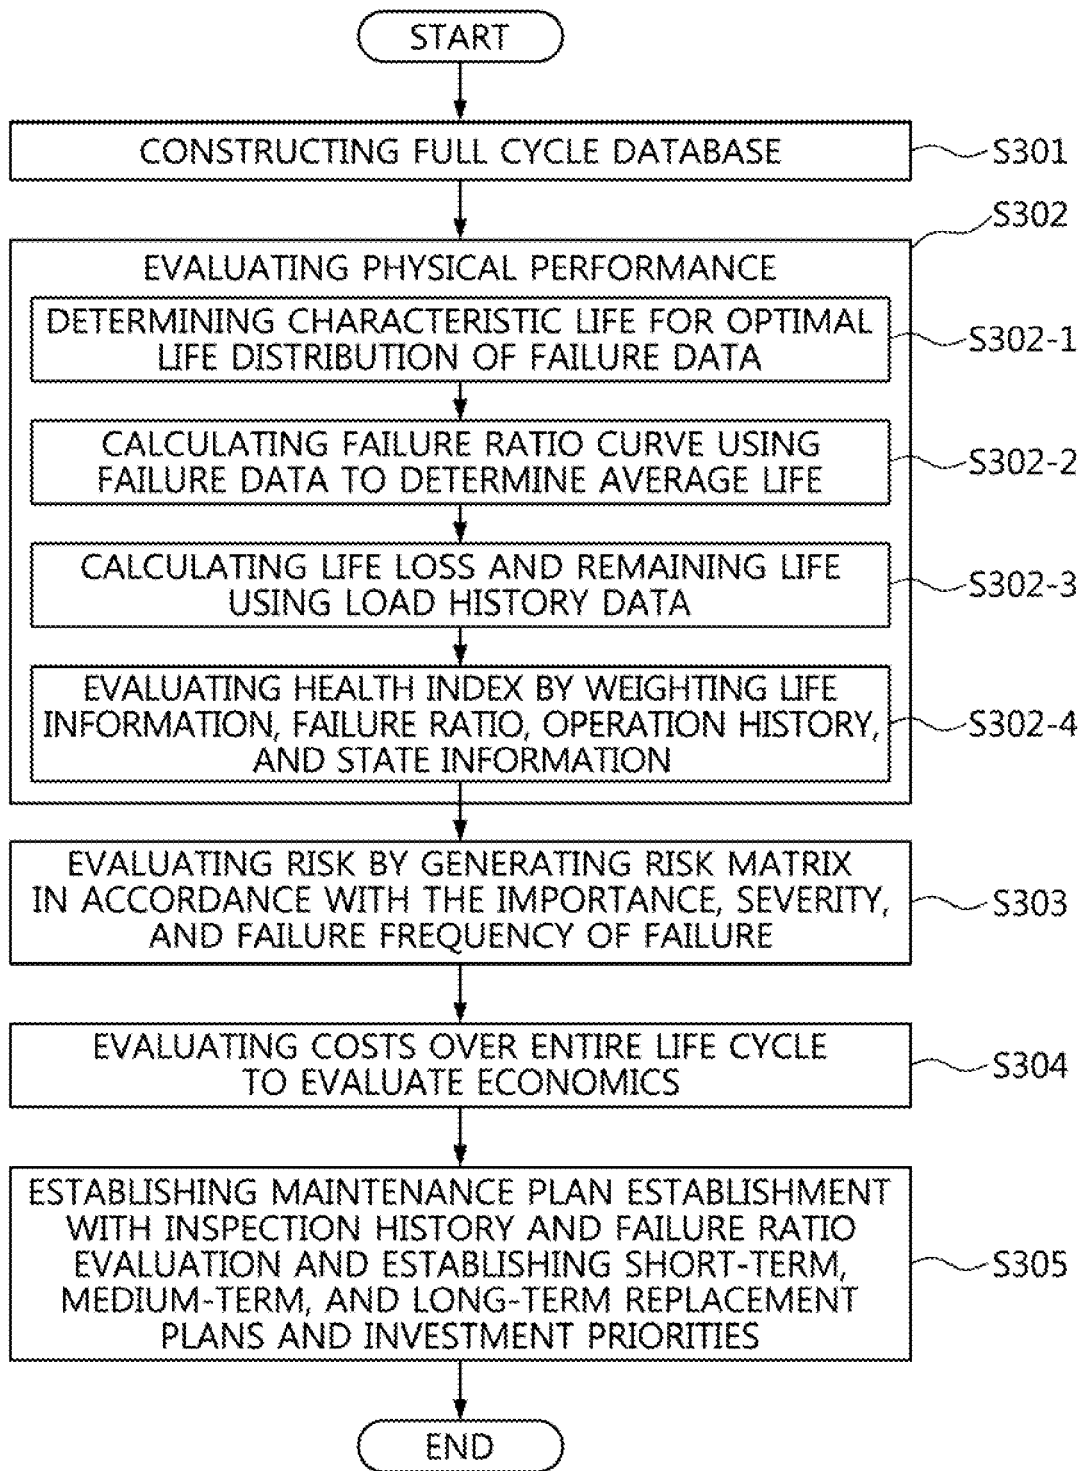 START
CONSTRUCTING FULL CYCLE DATABASE
S301
S302
EVALUATING PHYSICAL PERFORMANCE
DETERMINING CHARACTERISTIC LIFE FOR OPTIMAL
LIFE DISTRIBUTION OF FAILURE DATA
S302-1
CALCULATING FAILURE RATIO CURVE USING
FAILURE DATA TO DETERMINE AVERAGE LIFE
S302-2
CALCULATING LIFE LOSS AND REMAINING LIFE
USING LOAD HISTORY DATA
S302-3
EVALUATING HEALTH INDEX BY WEIGHTING LIFE
INFORMATION, FAILURE RATIO, OPERATION HISTORY,
AND STATE INFORMATION
S302-4
EVALUATING RISK BY GENERATING RISK MATRIX
IN ACCORDANCE WITH THE IMPORTANCE, SEVERITY,
AND FAILURE FREQUENCY OF FAILURE
S303
EVALUATING COSTS OVER ENTIRE LIFE CYCLE
TO EVALUATE ECONOMICS
S304
ESTABLISHING MAINTENANCE PLAN ESTABLISHMENT
WITH INSPECTION HISTORY AND FAILURE RATIO
EVALUATION AND ESTABLISHING SHORT-TERM,
MEDIUM-TERM, AND LONG-TERM REPLACEMENT
PLANS AND INVESTMENT PRIORITIES
S305
END